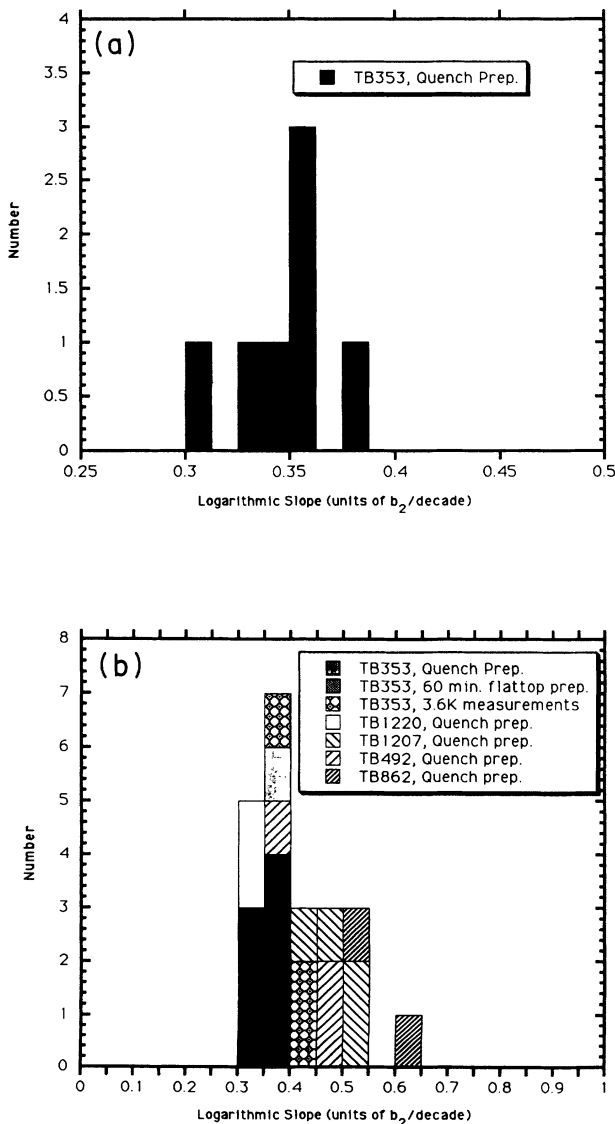 (a)
TB353, Quench Prep.
4
3.5
3
2.5
2
1.5
1
0.5
0
Number
0.25 0.3 0.35 0.4 0.45 0.5
Logarithmic Slope (units of b2/decade)
(b)
TB353, Quench Prep.
TB353, 60 min. flattop prep.
TB353, 3.6K measurements
TB1220, Quench prep.
TB1207, Quench prep.
TB492, Quench prep.
TB862, Quench prep.
8
7
6
5
4
3
2
1
0
Number
0 0.1 0.2 0.3 0.4 0.5 0.6 0.7 0.8 0.9 1
Logarithmic Slope (units of b2/decade)